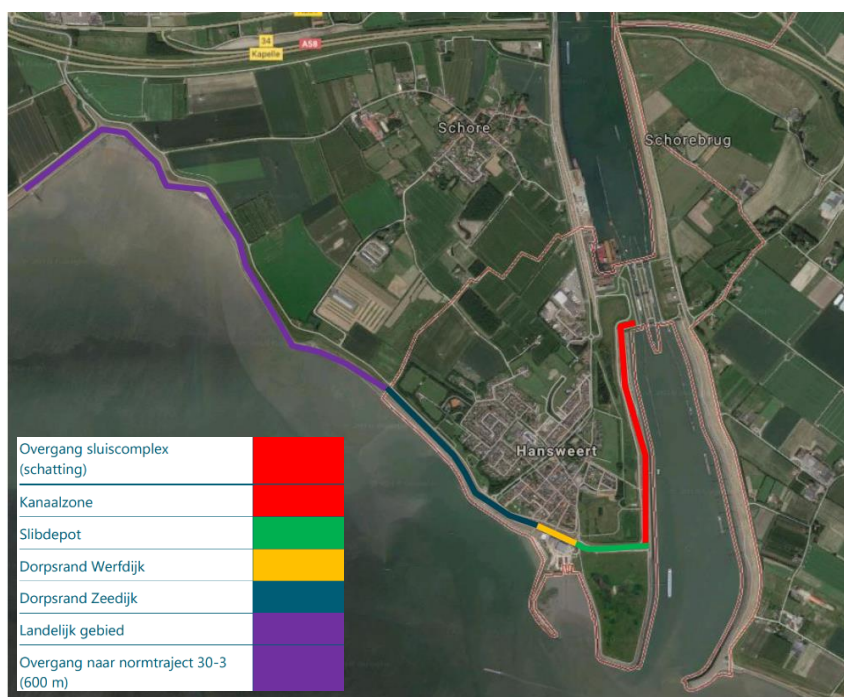 34
Kapelle
A58
Schore
Schorebrug
Hansweert
Overgang sluiscomplex
(schatting)
Kanaalzone
Slibdepot
Dorpsrand Werfdijk
Dorpsrand Zeedijk
Landelijk gebied
Overgang naar normtraject 30-3
(600 m)